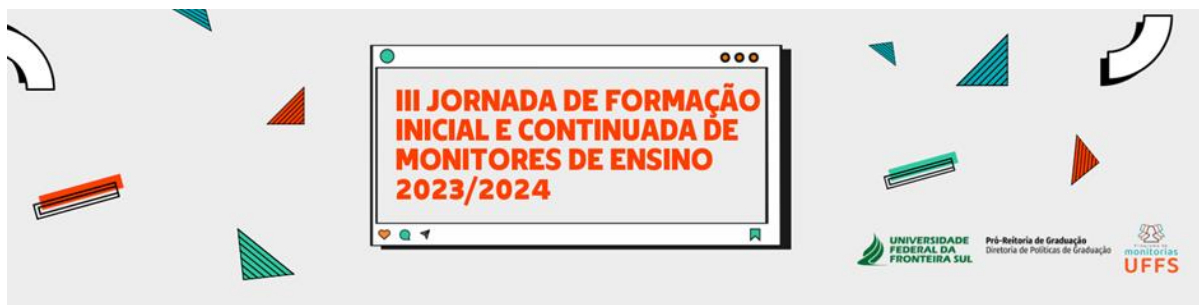 III JORNADA DE FORMAÇÃO
INICIAL E CONTINUADA DE
MONITORES DE ENSINO
2023/2024
UNIVERSIDADE
FEDERAL DA
FRONTEIRA SUL
Pró-Reitoria de Graduação
Diretoria de Políticas de Graduação
monitorias
UFFS